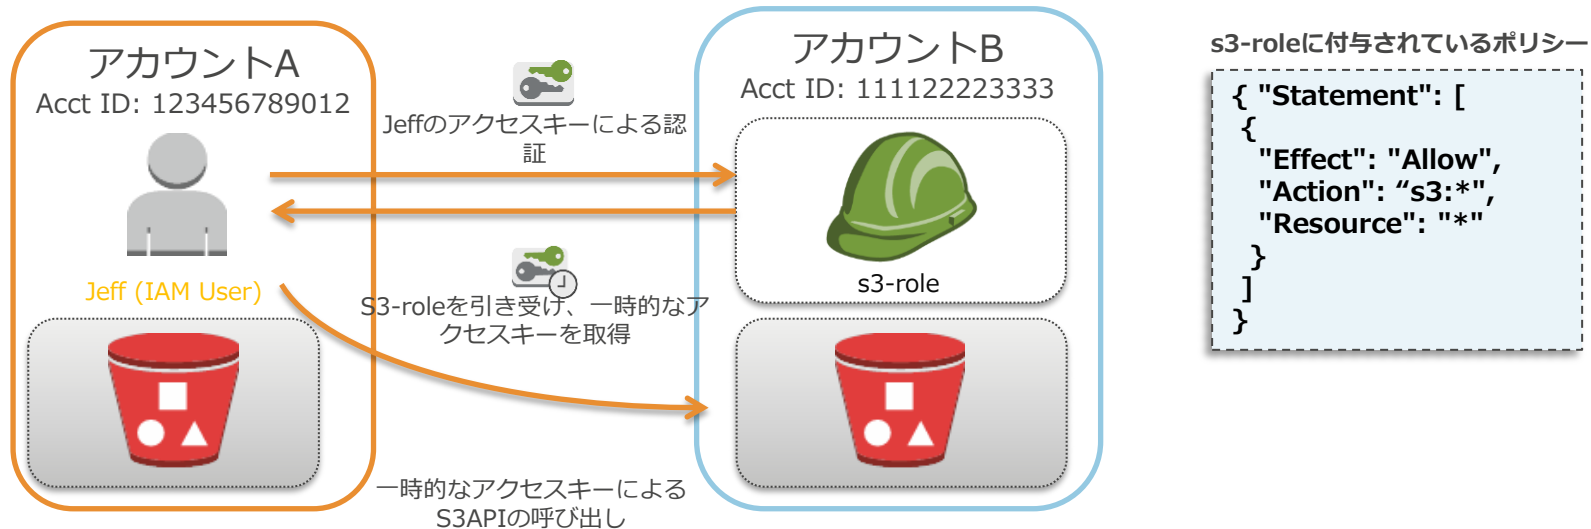 アカウントA
Acct ID: 123456789012
Jeff (IAM User)
Jeffのアクセスキーによる認
証
S3-roleを引き受け、一時的なア
クセスキーを取得
一時的なアクセスキーによる
S3APIの呼び出し
アカウントB
Acct ID: 111122223333
s3-role
s3-roleに付与されているポリシー
{ "Statement": [
{
"Effect": "Allow",
"Action": “s3:*",
"Resource": "*"
}
]
}